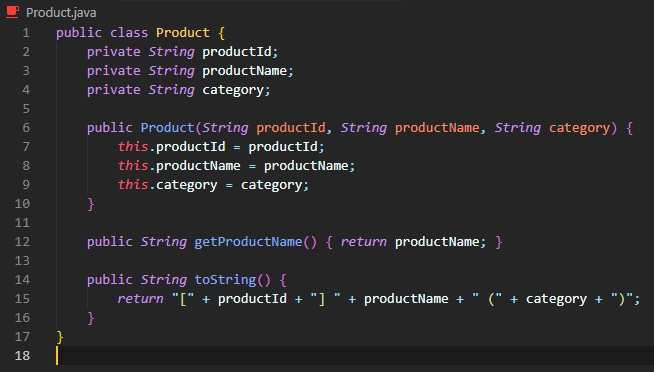 Product.java
1 public class Product {
2     private String productId;
3     private String productName;
4     private String category;
5
6     public Product(String productId, String productName, String category) {
7         this.productId = productId;
8         this.productName = productName;
9         this.category = category;
10     }
11
12     public String getProductName() { return productName; }
13
14     public String toString() {
15         return "[" + productId + "] " + productName + " (" + category + ")";
16     }
17 }
18